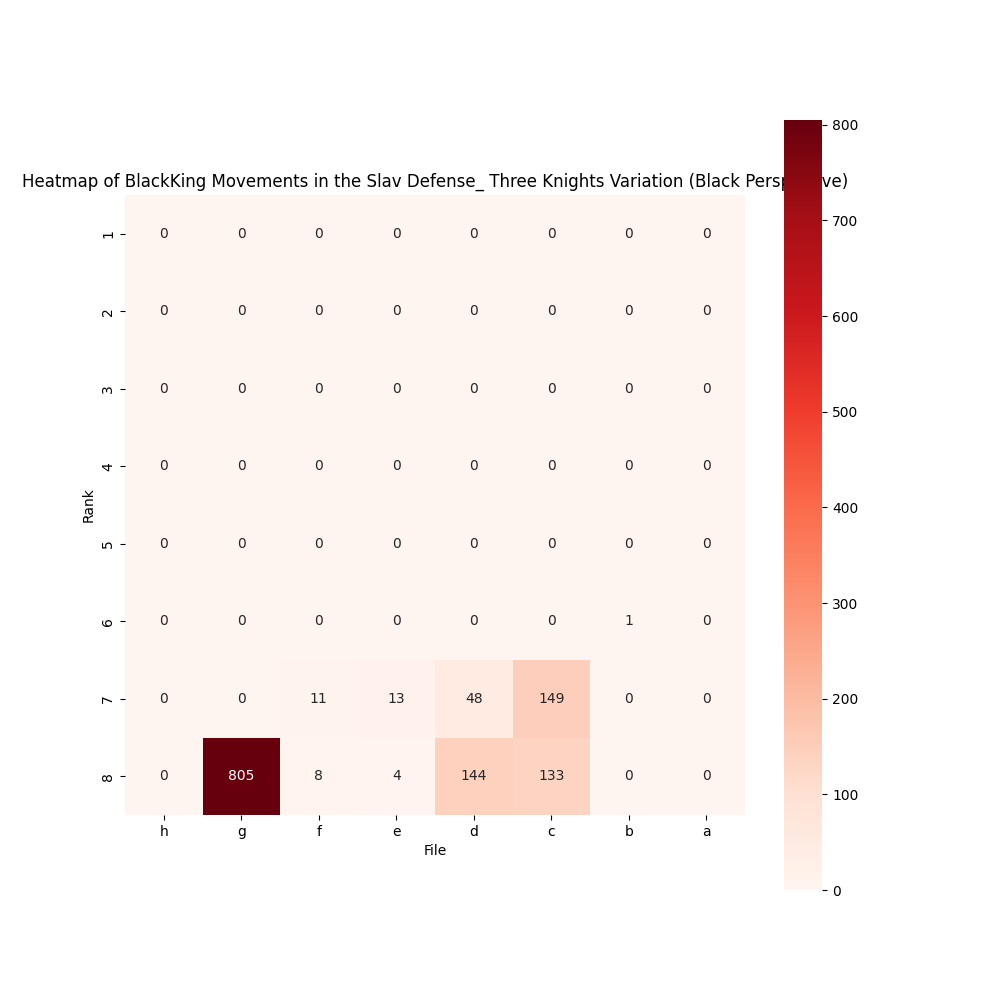 Heatmap of BlackKing Movements in the Slav Defense_ Three Knights Variation (Black Perspective)
Rank
1 0 0 0 0 0 0 0 0
2 0 0 0 0 0 0 0 0
3 0 0 0 0 0 0 0 0
4 0 0 0 0 0 0 0 0
5 0 0 0 0 0 0 0 0
6 0 0 0 0 0 0 1 0
7 0 0 11 13 48 149 0 0
8 0 805 8 4 144 133 0 0
h g f e d c b a
File
800
700
600
500
400
300
200
100
0